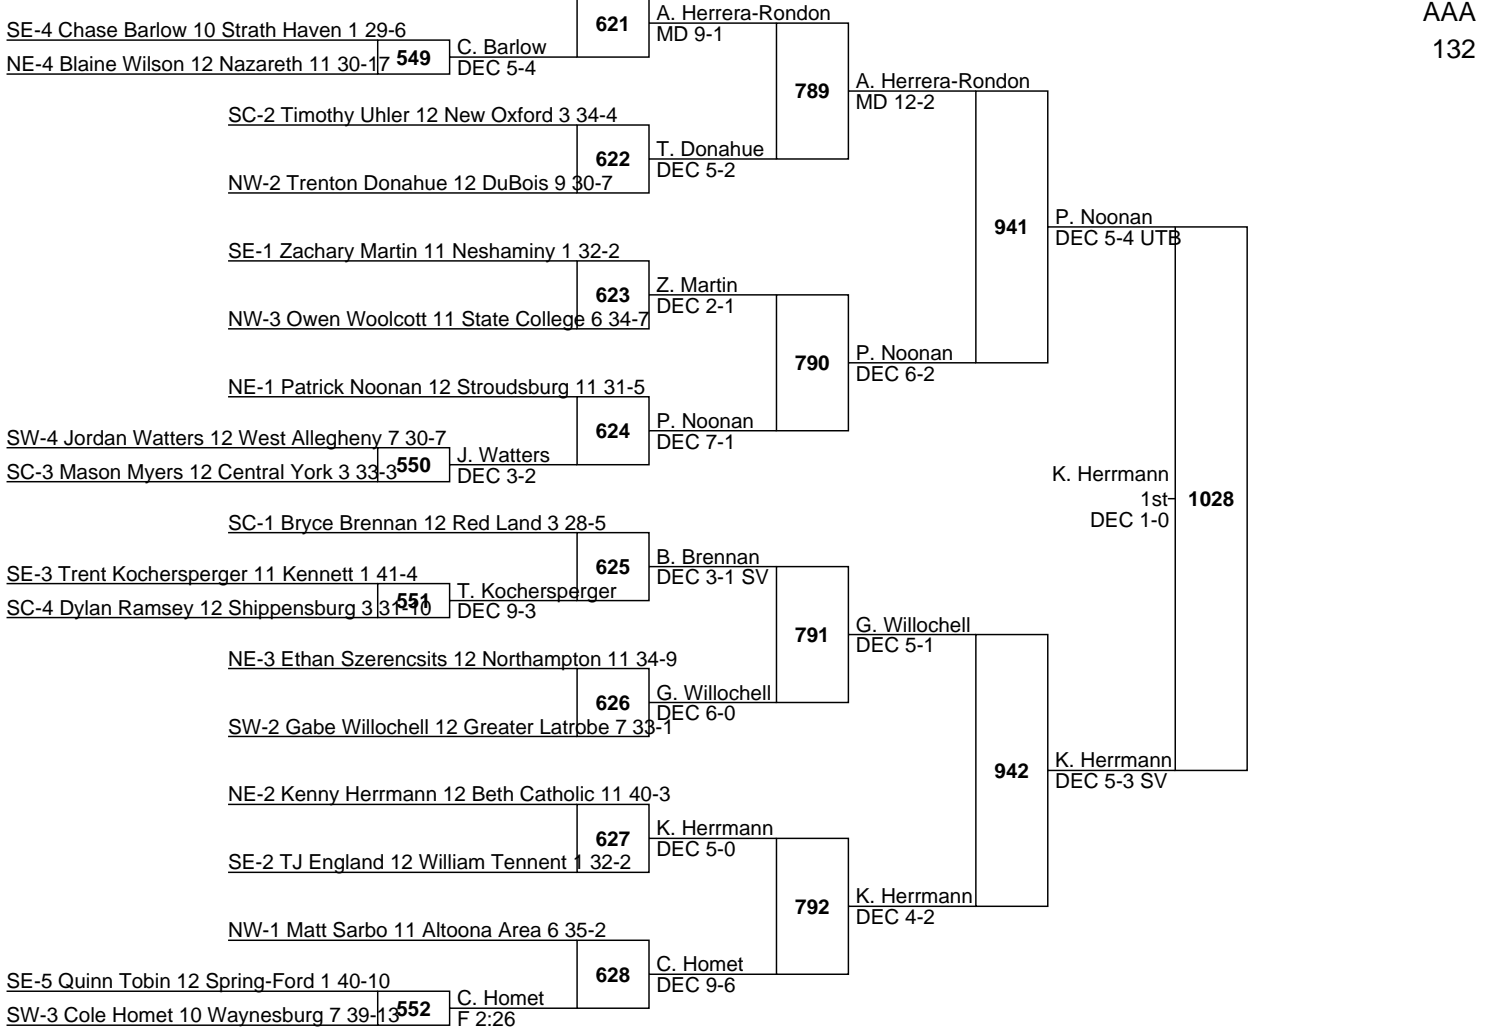 AAA
132
SE-4 Chase Barlow 10 Strath Haven 1 29-6
NE-4 Blaine Wilson 12 Nazareth 11 30-17
549
C. Barlow
DEC 5-4
621
A. Herrera-Rondon
MD 9-1
SC-2 Timothy Uhler 12 New Oxford 3 34-4
NW-2 Trenton Donahue 12 DuBois 9 30-7
622
T. Donahue
DEC 5-2
789
A. Herrera-Rondon
MD 12-2
SE-1 Zachary Martin 11 Neshaminy 1 32-2
NW-3 Owen Woolcott 11 State College 6 34-7
623
Z. Martin
DEC 2-1
NE-1 Patrick Noonan 12 Stroudsburg 11 31-5
SW-4 Jordan Watters 12 West Allegheny 7 30-7
SC-3 Mason Myers 12 Central York 3 33-3
550
J. Watters
DEC 3-2
624
P. Noonan
DEC 7-1
790
P. Noonan
DEC 6-2
941
P. Noonan
DEC 5-4 UTB
SC-1 Bryce Brennan 12 Red Land 3 28-5
SE-3 Trent Kochersperger 11 Kennett 1 41-4
SC-4 Dylan Ramsey 12 Shippensburg 3 31-10
551
T. Kochersperger
DEC 9-3
625
B. Brennan
DEC 3-1 SV
NE-3 Ethan Szerencsits 12 Northampton 11 34-9
SW-2 Gabe Willochell 12 Greater Latrobe 7 33-1
626
G. Willochell
DEC 6-0
791
G. Willochell
DEC 5-1
NE-2 Kenny Herrmann 12 Beth Catholic 11 40-3
SE-2 TJ England 12 William Tennent 1 32-2
627
K. Herrmann
DEC 5-0
NW-1 Matt Sarbo 11 Altoona Area 6 35-2
SE-5 Quinn Tobin 12 Spring-Ford 1 40-10
SW-3 Cole Homet 10 Waynesburg 7 39-13
552
C. Homet
F 2:26
628
C. Homet
DEC 9-6
792
K. Herrmann
DEC 4-2
942
K. Herrmann
DEC 5-3 SV
K. Herrmann
1st
DEC 1-0
1028